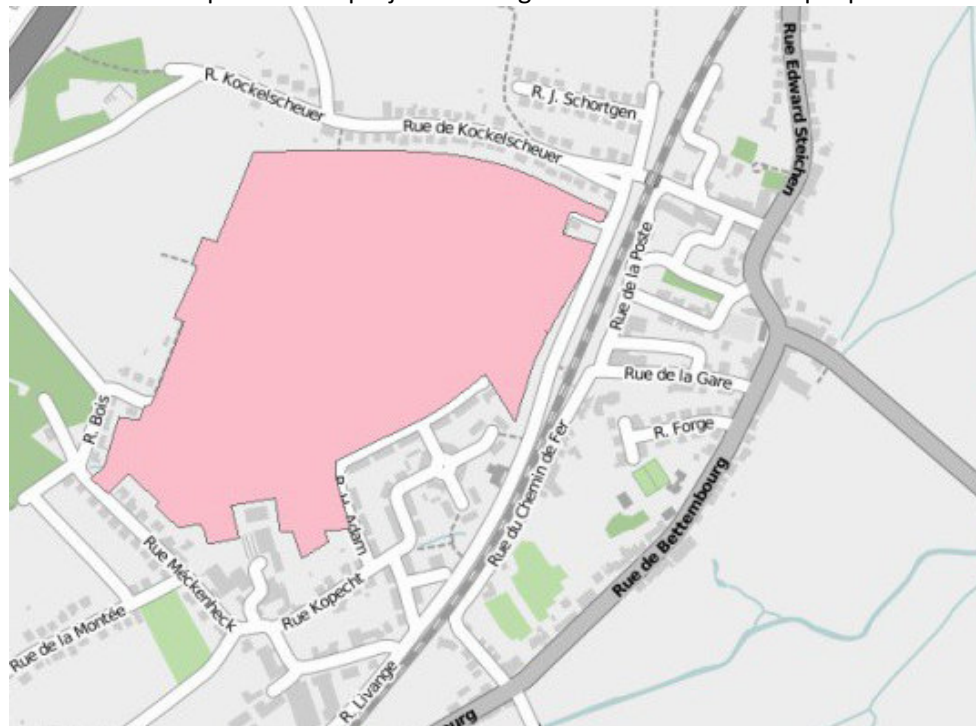 R. Kockelscheuer
Rue de Kockelscheuer
R. J. Schortgen
Rue Edward Steichen
Rue de la Poste
Rue de la Gare
R. Forge
R. Bois
Rue du Chemin de Fer
Rue de Bettembourg
R. H. Adam
Rue Méckenheck
Rue Kopecht
Rue de la Montée
R. Livange